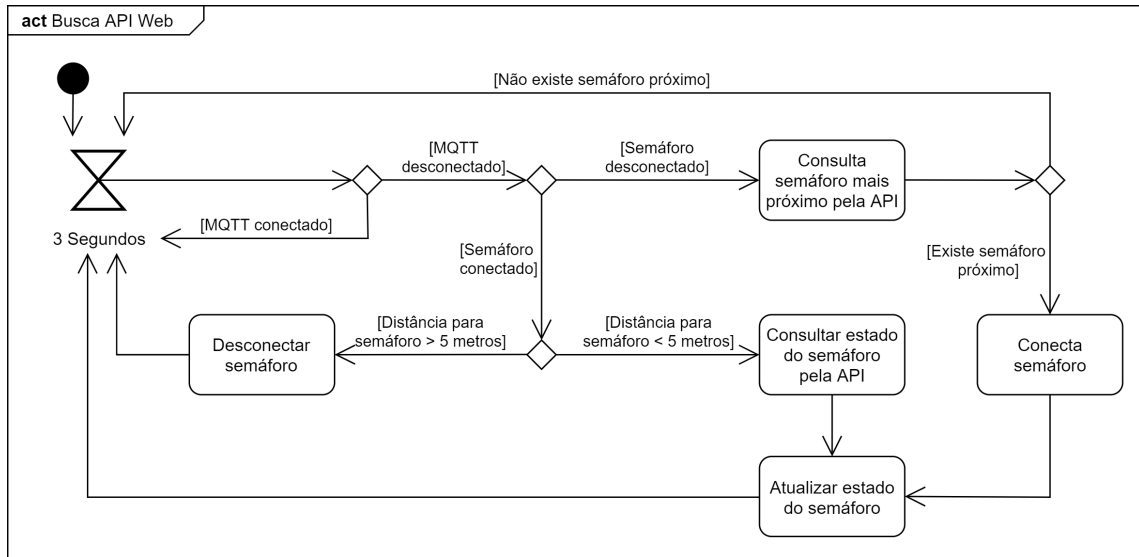 act Busca API Web
[Não existe semáforo próximo]
[MQTT
desconectado]
[Semáforo
desconectado]
Consulta
semáforo mais
próximo pela API
[MQTT conectado]
3 Segundos
[Semáforo
conectado]
[Existe semáforo
próximo]
Desconectar
semáforo
[Distância para
semáforo > 5 metros]
[Distância para
semáforo < 5 metros]
Consultar estado
do semáforo
pela API
Conecta
semáforo
Atualizar estado
do semáforo